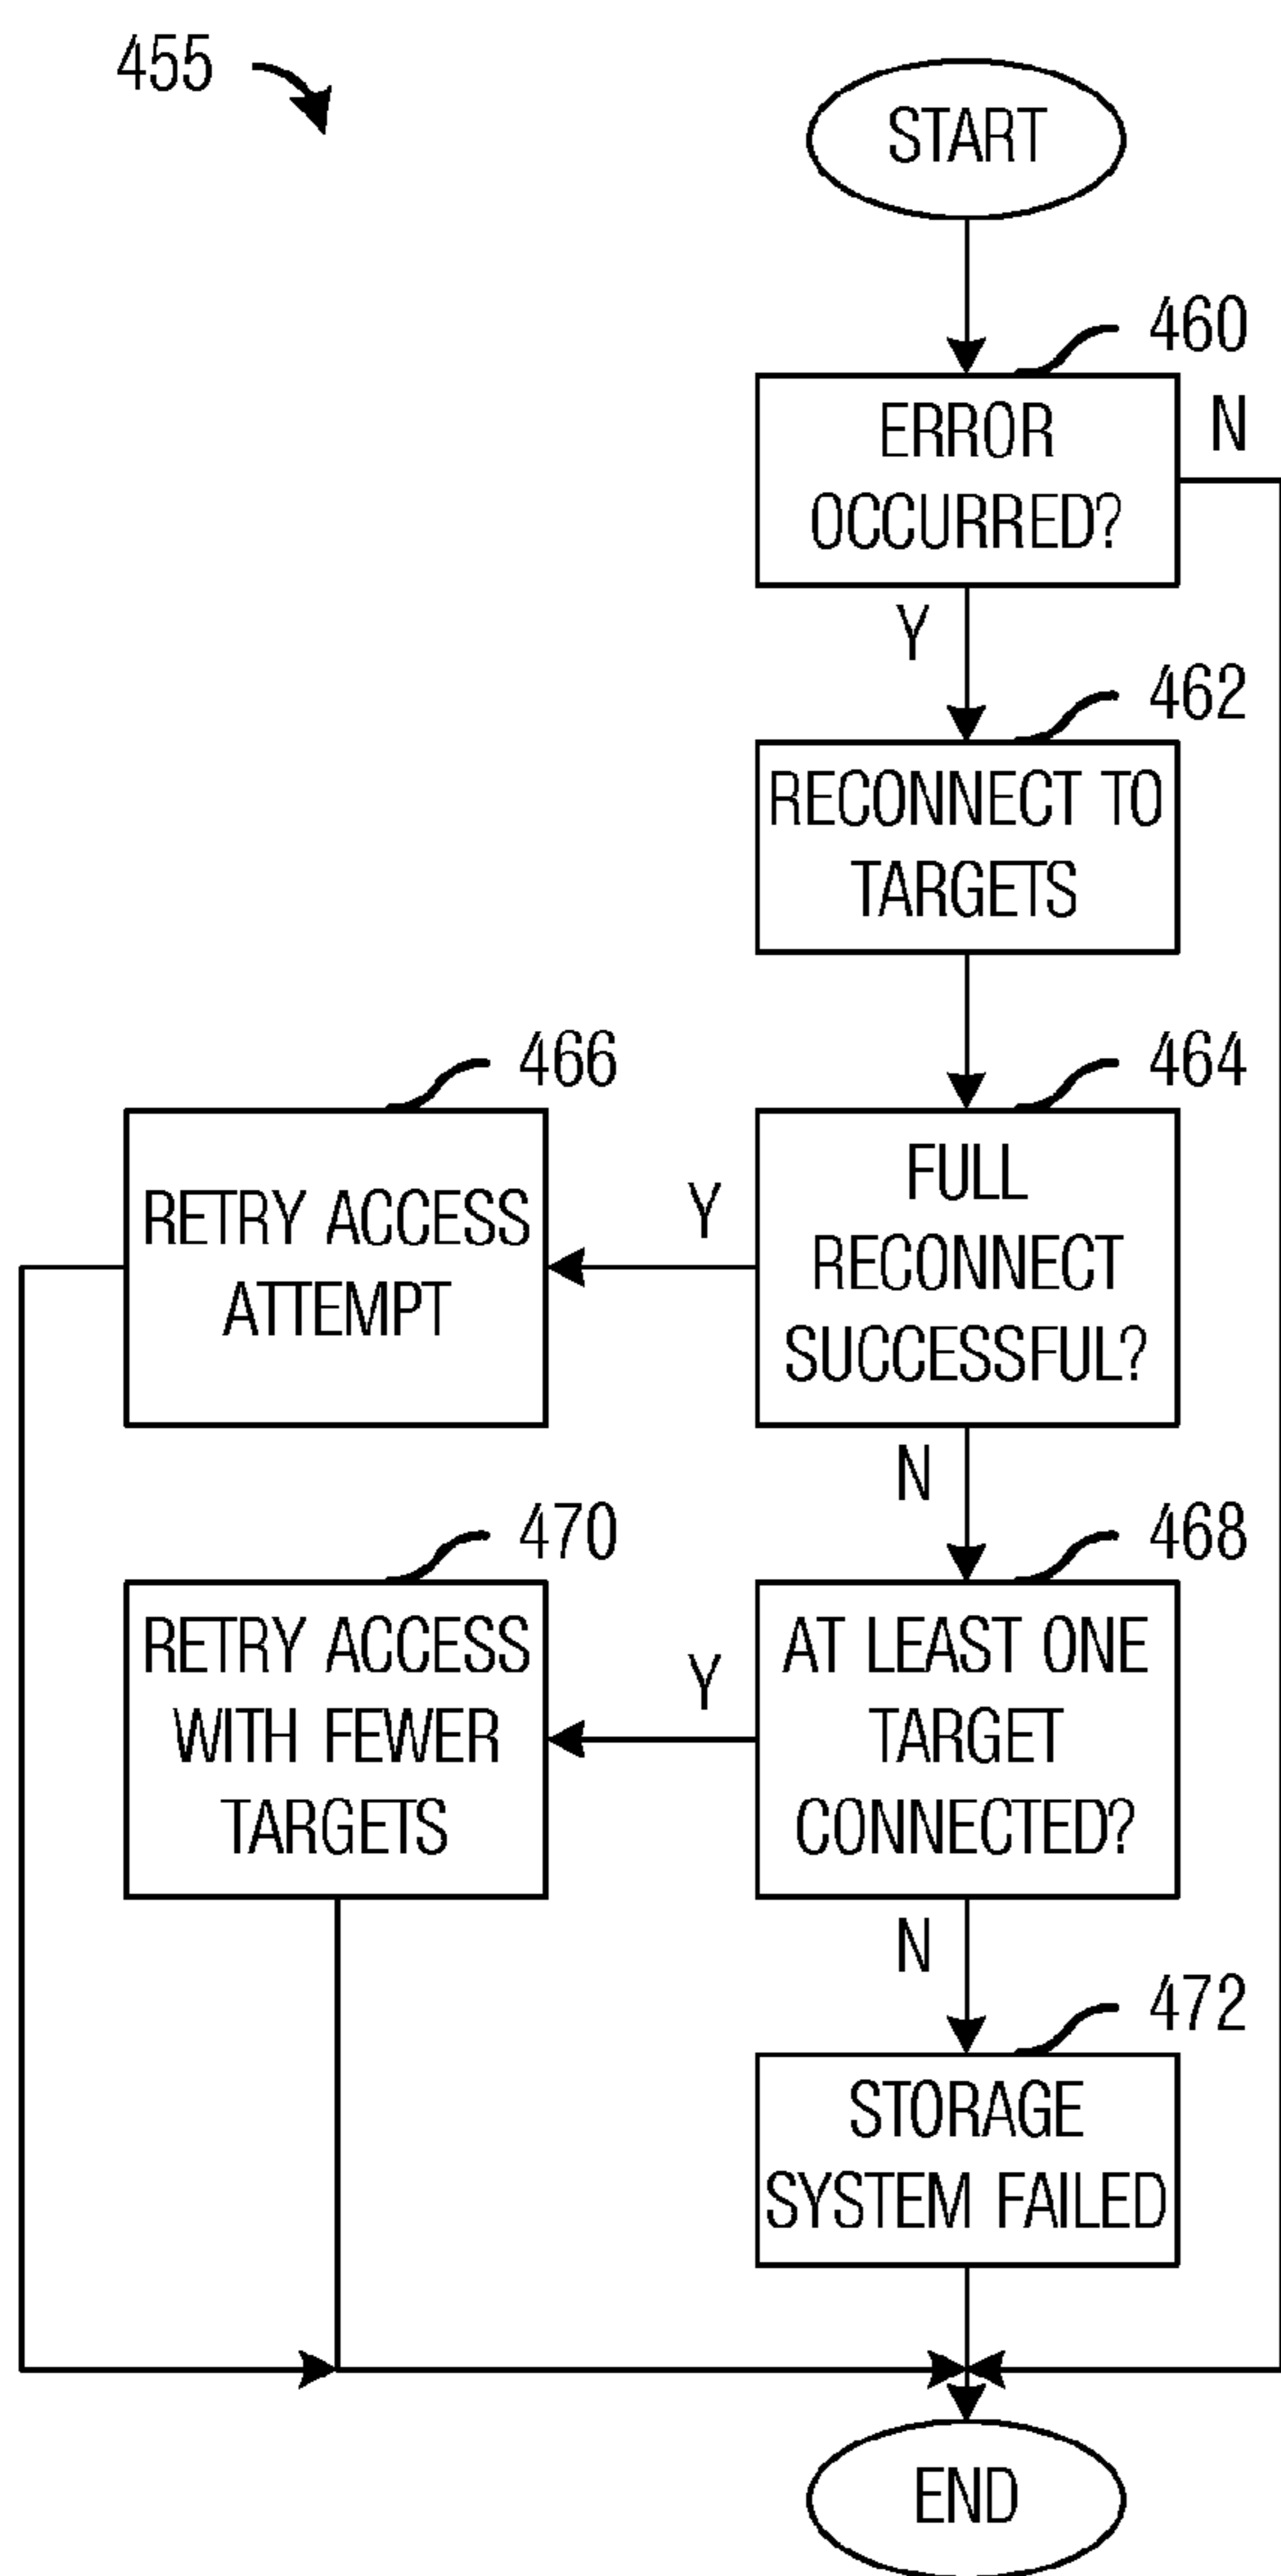 455
START
460
ERROR
OCCURRED?
N
Y
462
RECONNECT TO
TARGETS
464
FULL
RECONNECT
SUCCESSFUL?
Y
466
RETRY ACCESS
ATTEMPT
N
468
AT LEAST ONE
TARGET
CONNECTED?
Y
470
RETRY ACCESS
WITH FEWER
TARGETS
N
472
STORAGE
SYSTEM FAILED
END